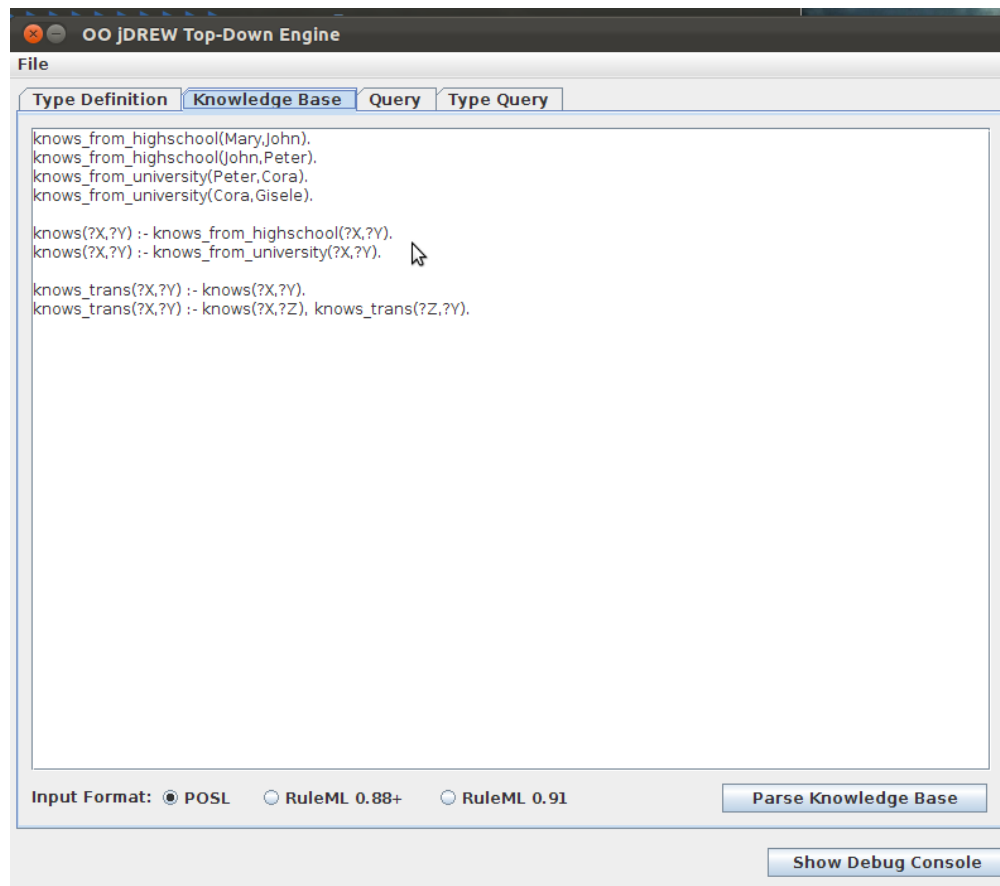 OO jDREW Top-Down Engine
File
Type Definition Knowledge Base Query Type Query
knows_from_highschool(Mary,John).
knows_from_highschool(John,Peter).
knows_from_university(Peter,Cora).
knows_from_university(Cora,Gisele).
knows(?X,?Y) :- knows_from_highschool(?X,?Y).
knows(?X,?Y) :- knows_from_university(?X,?Y).
knows_trans(?X,?Y) :- knows(?X,?Y).
knows_trans(?X,?Y) :- knows(?X,?Z), knows_trans(?Z,?Y).
Input Format: POSL RuleML 0.88+ RuleML 0.91 Parse Knowledge Base
Show Debug Console